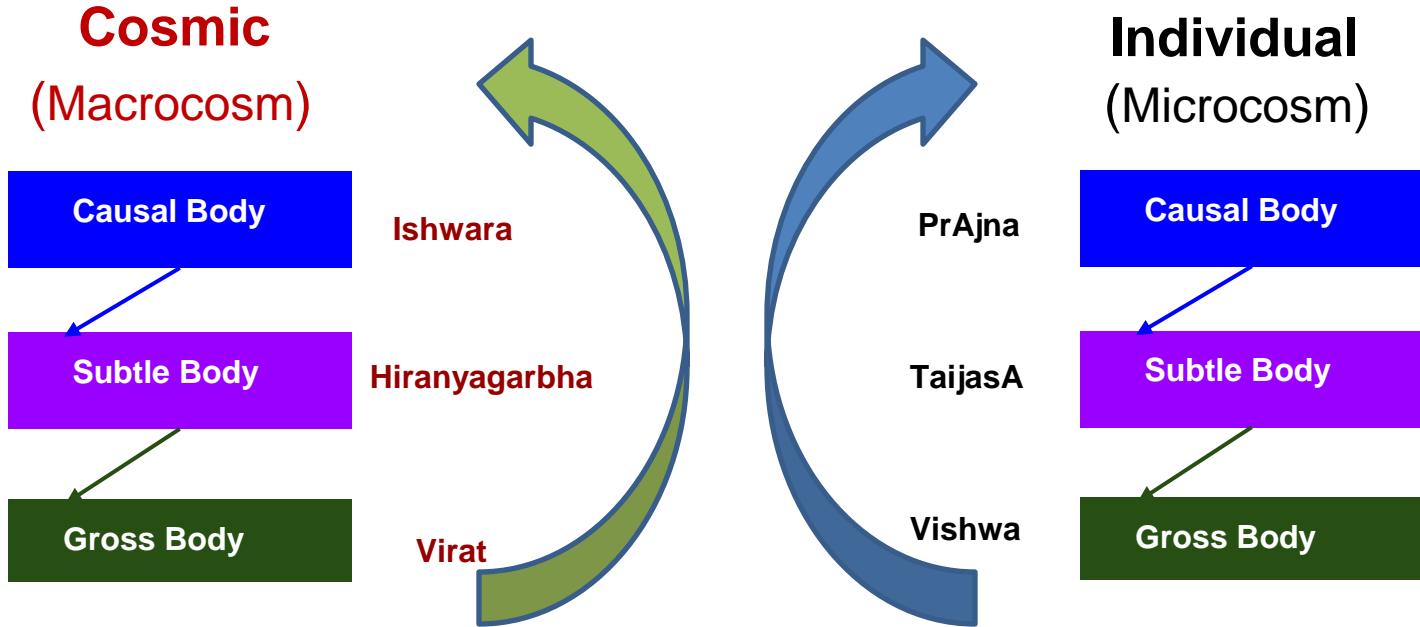 Cosmic
(Macrocosm)
Causal Body
Ishwara
Subtle Body
Hiranyagarbha
Gross Body
Virat
Individual
(Microcosm)
PrAjna
Causal Body
TaijasA
Subtle Body
Vishwa
Gross Body